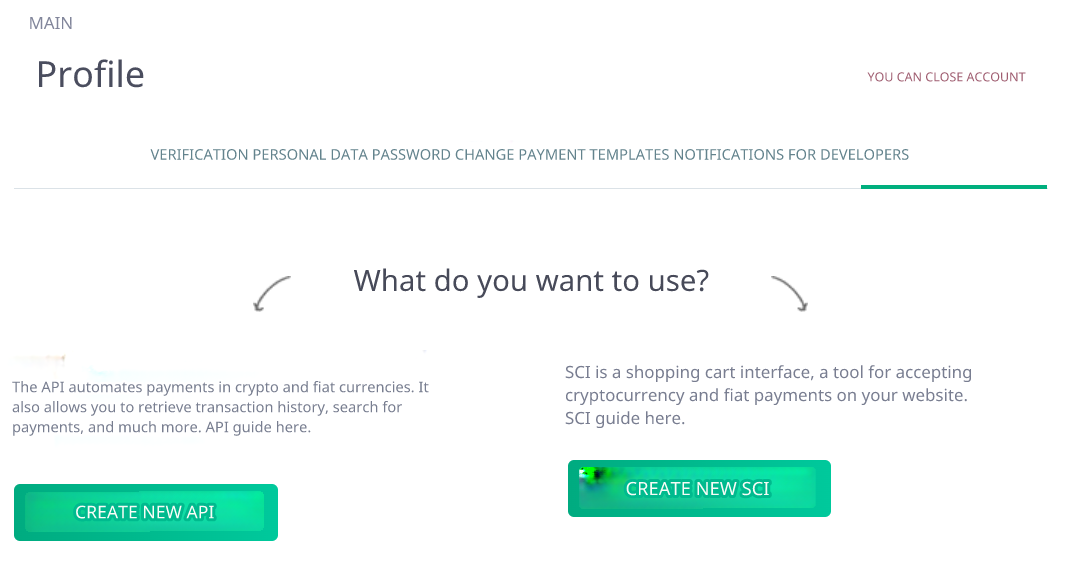 MAIN
Profile
YOU CAN CLOSE ACCOUNT
VERIFICATION PERSONAL DATA PASSWORD CHANGE PAYMENT TEMPLATES NOTIFICATIONS FOR DEVELOPERS
What do you want to use?
The API automates payments in crypto and fiat currencies. It
also allows you to retrieve transaction history, search for
payments, and much more. API guide here.
CREATE NEW API
SCI is a shopping cart interface, a tool for accepting
cryptocurrency and fiat payments on your website.
SCI guide here.
CREATE NEW SCI